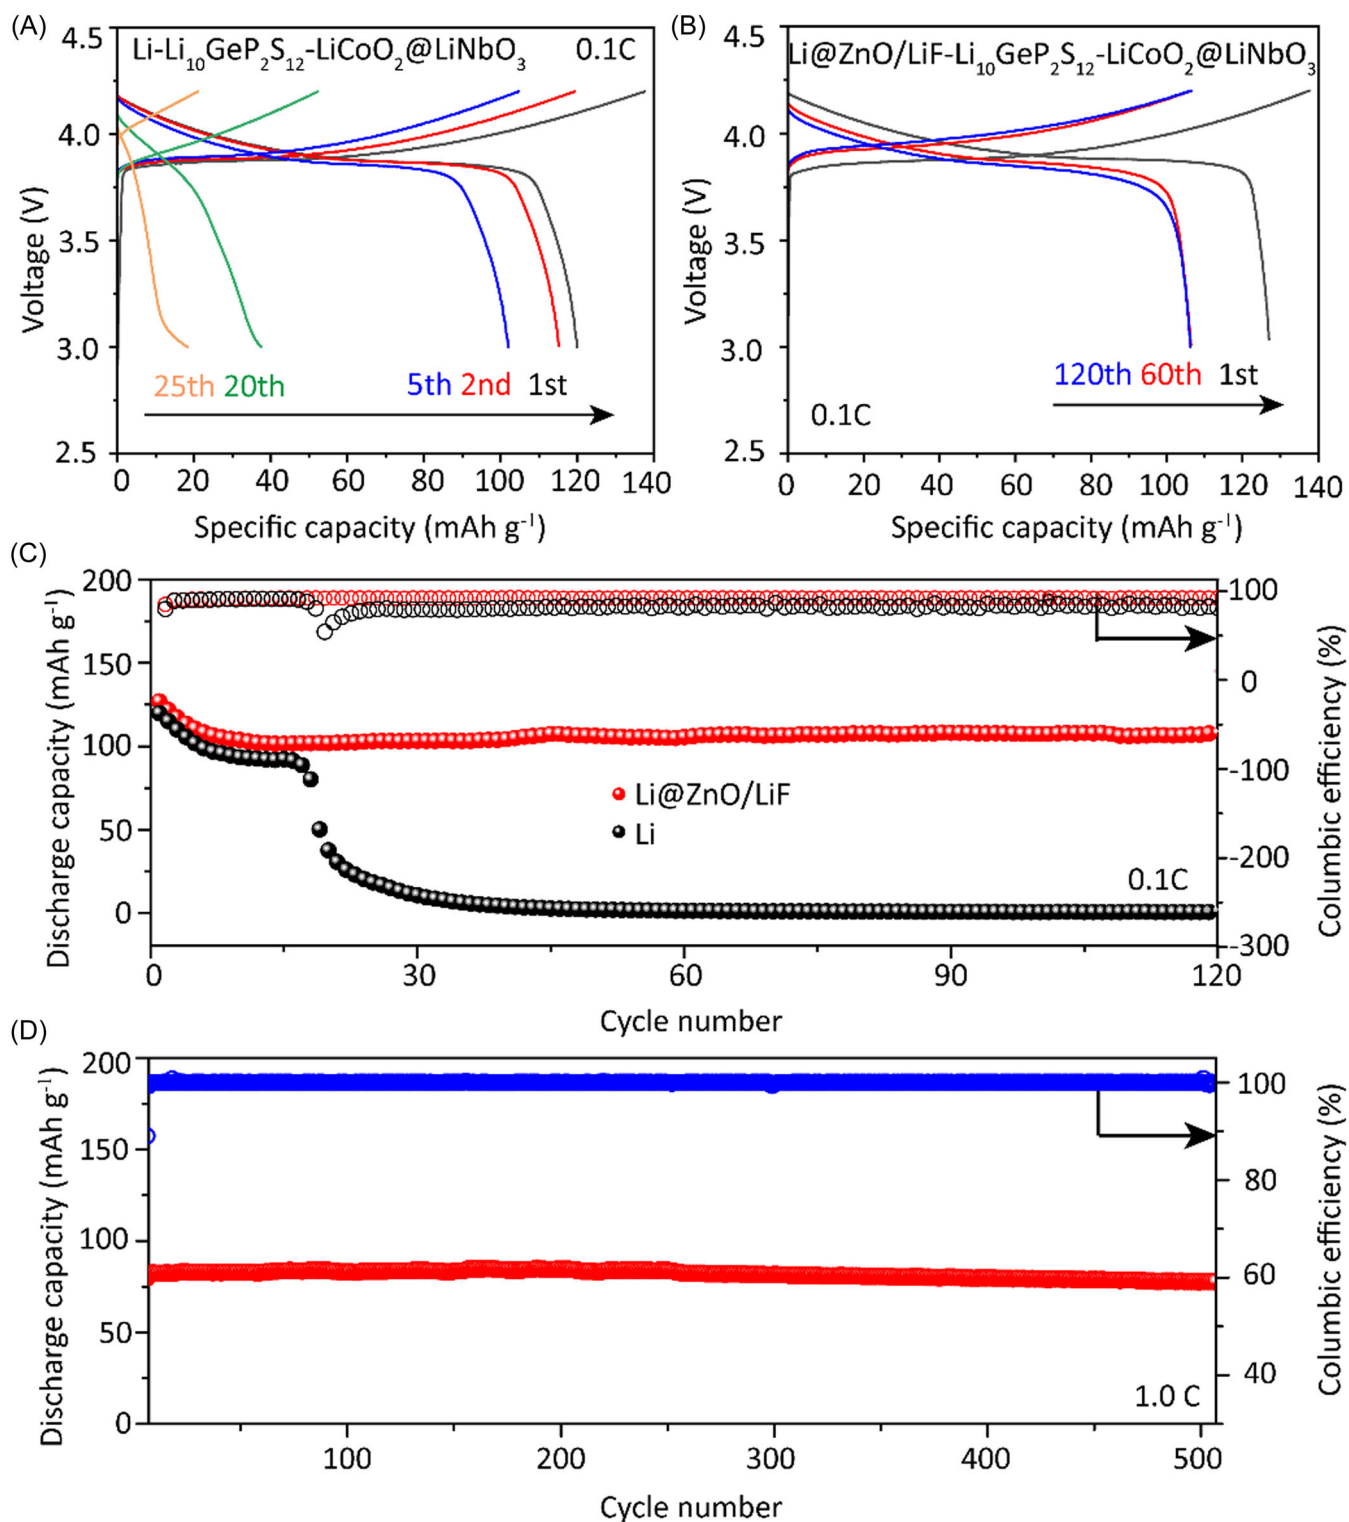 (A)
Li-Li₁₀GeP₂S₁₂-LiCoO₂@LiNbO₃ 0.1C
4.5
4.0
3.5
3.0
2.5
Voltage (V)
25th 20th 5th 2nd 1st
0 20 40 60 80 100 120 140
Specific capacity (mAh g⁻¹)
(B)
Li@ZnO/LiF-Li₁₀GeP₂S₁₂-LiCoO₂@LiNbO₃
4.5
4.0
3.5
3.0
2.5
Voltage (V)
120th 60th 1st
0.1C
0 20 40 60 80 100 120 140
Specific capacity (mAh g⁻¹)
(C)
200
150
100
50
0
Discharge capacity (mAh g⁻¹)
Li@ZnO/LiF
Li
0.1C
100
0
-100
-200
-300
Columbic efficiency (%)
0 30 60 90 120
Cycle number
(D)
200
150
100
50
0
Discharge capacity (mAh g⁻¹)
1.0 C
100
80
60
40
Columbic efficiency (%)
100 200 300 400 500
Cycle number